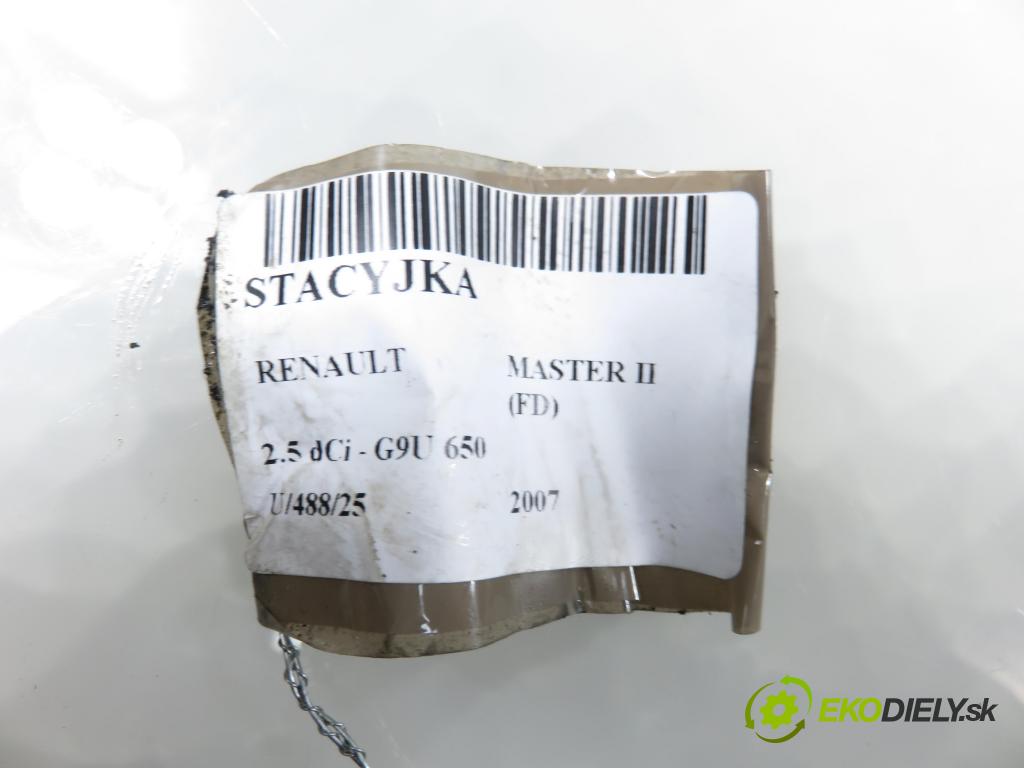 STACYJKA
RENAULT MASTER II
(FD)
2.5 dCi - G9U 650
U/488/25 2007
EKODIELY.sk